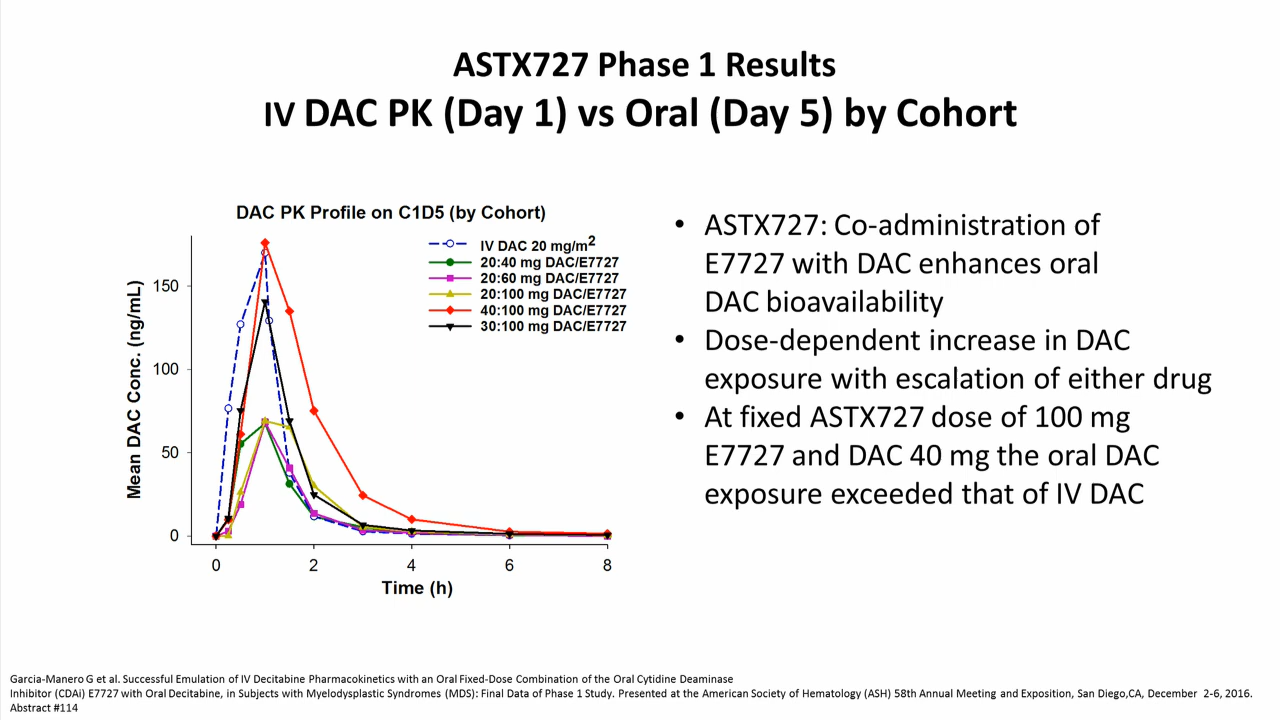 ASTX727 Phase 1 Results
IV DAC PK (Day 1) vs Oral (Day 5) by Cohort
DAC PK Profile on C1D5 (by Cohort)
IV DAC 20 mg/m²
20:40 mg DAC/E7727
20:60 mg DAC/E7727
20:100 mg DAC/E7727
40:100 mg DAC/E7727
30:100 mg DAC/E7727
Mean DAC Conc. (ng/mL)
150
100
50
0
0 2 4 6 8
Time (h)
• ASTX727: Co-administration of
E7727 with DAC enhances oral
DAC bioavailability
• Dose-dependent increase in DAC
exposure with escalation of either drug
• At fixed ASTX727 dose of 100 mg
E7727 and DAC 40 mg the oral DAC
exposure exceeded that of IV DAC
Garcia-Manero G et al. Successful Emulation of IV Decitabine Pharmacokinetics with an Oral Fixed-Dose Combination of the Oral Cytidine Deaminase
Inhibitor (CDAi) E7727 with Oral Decitabine, in Subjects with Myelodysplastic Syndromes (MDS): Final Data of Phase 1 Study. Presented at the American Society of Hematology (ASH) 58th Annual Meeting and Exposition, San Diego,CA, December 2-6, 2016.
Abstract #114